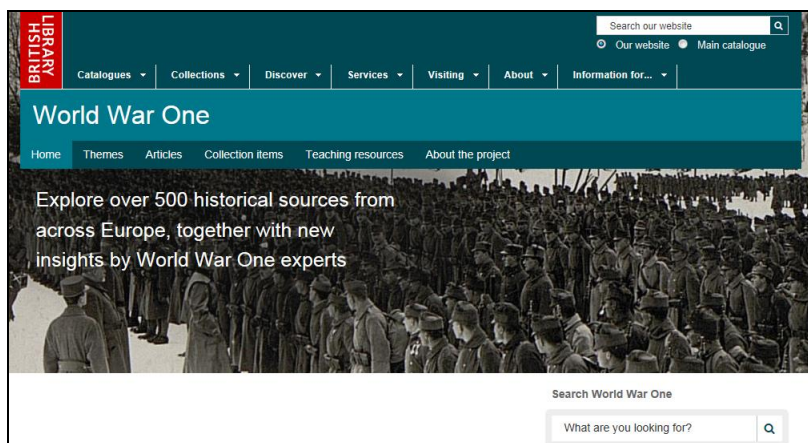 BRITISH
LIBRARY
Search our website
Our website Main catalogue
Catalogues Collections Discover Services Visiting About Information for...
World War One
Home Themes Articles Collection items Teaching resources About the project
Explore over 500 historical sources from
across Europe, together with new
insights by World War One experts
Search World War One
What are you looking for?